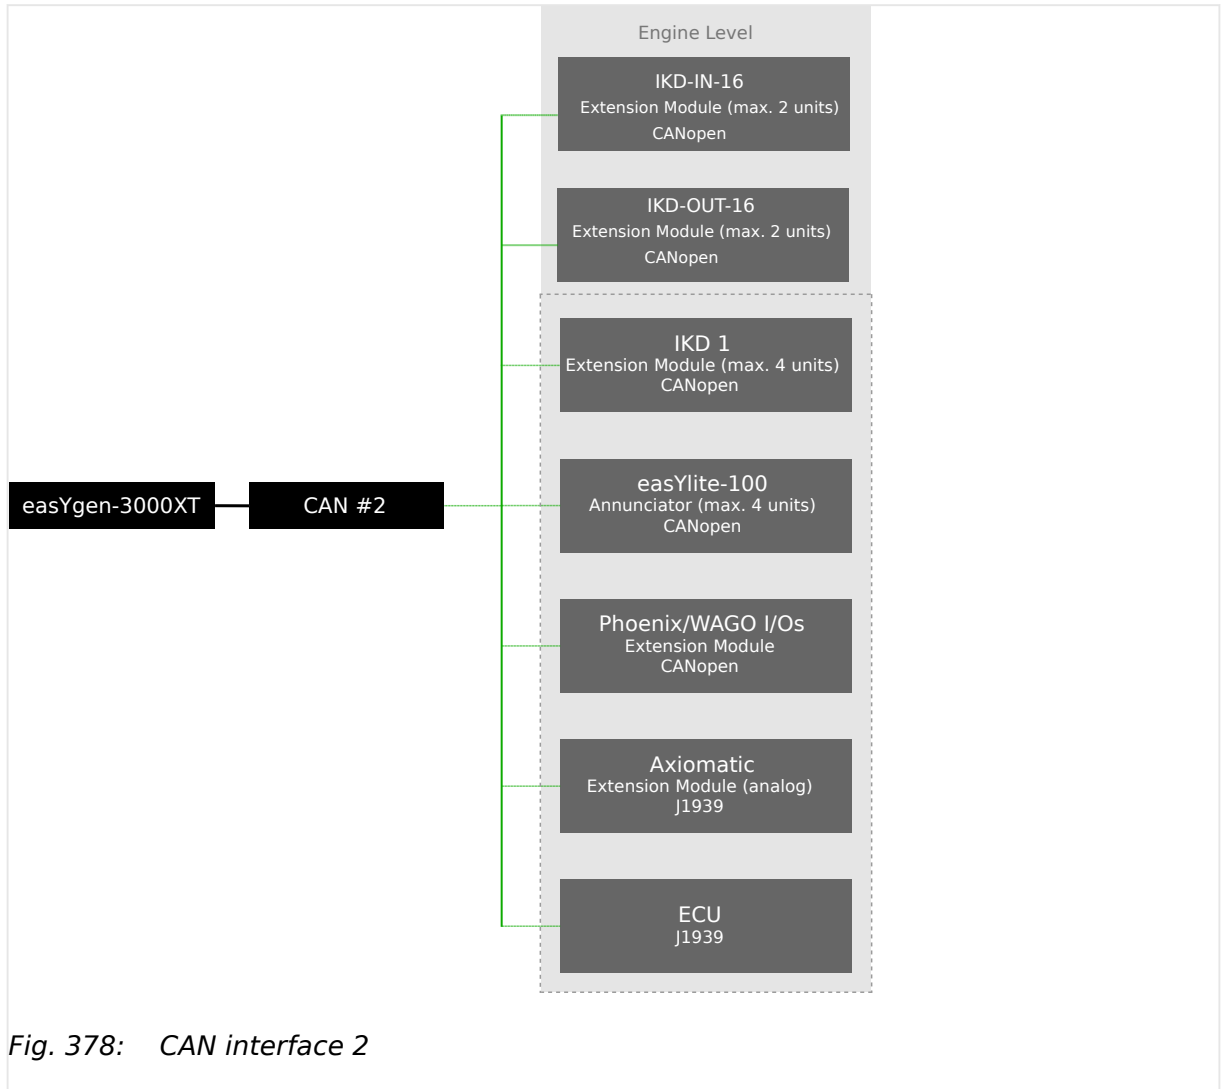 Engine Level
IKD-IN-16
Extension Module (max. 2 units)
CANopen
IKD-OUT-16
Extension Module (max. 2 units)
CANopen
IKD 1
Extension Module (max. 4 units)
CANopen
easYgen-3000XT
CAN #2
easYlite-100
Annunciator (max. 4 units)
CANopen
Phoenix/WAGO I/Os
Extension Module
CANopen
Axiomatic
Extension Module (analog)
J1939
ECU
J1939
Fig. 378: CAN interface 2